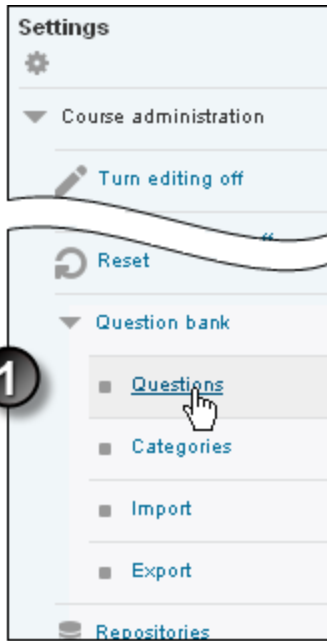 Settings
Course administration
Turn editing off
Reset
Question bank
1
Questions
Categories
Import
Export
Repositories